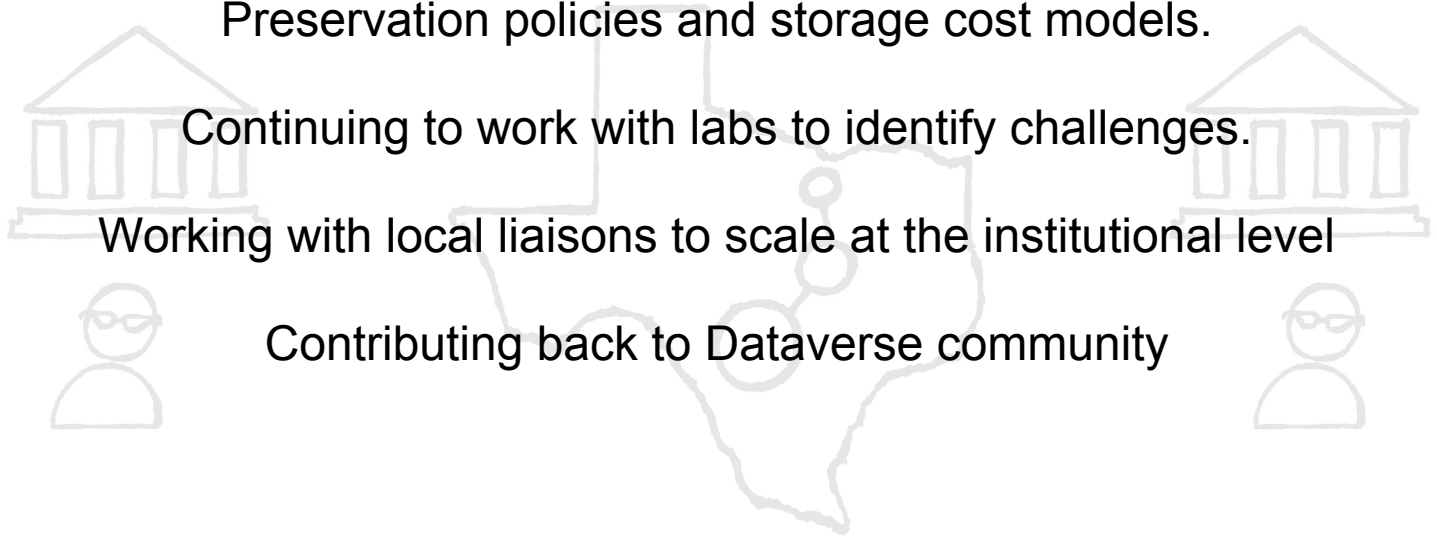 Preservation policies and storage cost models.
Continuing to work with labs to identify challenges.
Working with local liaisons to scale at the institutional level
Contributing back to Dataverse community